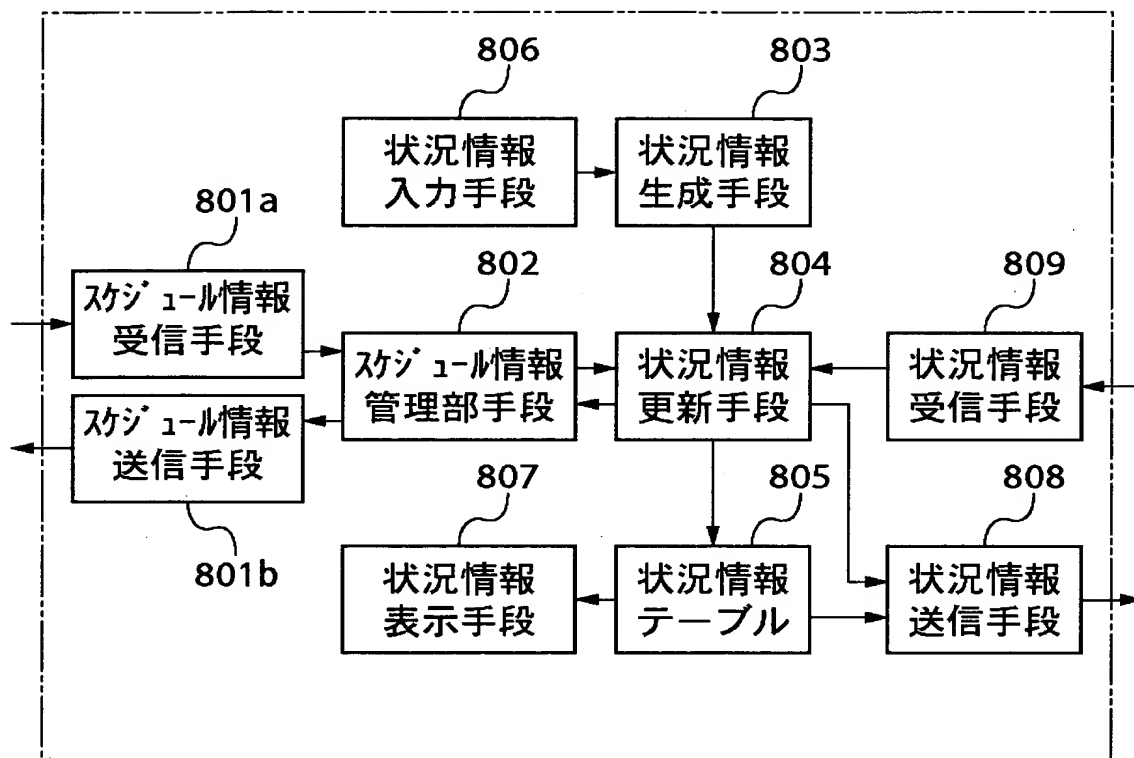 806
803
状況情報
入力手段
状況情報
生成手段
801a
802
804
809
スケジュール情報
受信手段
スケジュール情報
管理部手段
状況情報
更新手段
状況情報
受信手段
スケジュール情報
送信手段
801b
807
805
808
状況情報
表示手段
状況情報
テーブル
状況情報
送信手段